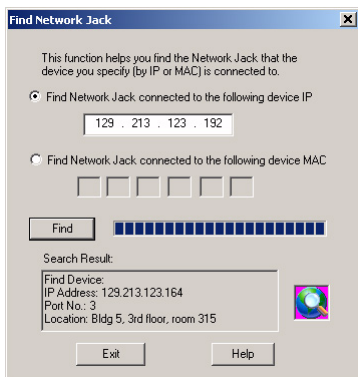 Find Network Jack
This function helps you find the Network Jack that the
device you specify (by IP or MAC) is connected to.
Find Network Jack connected to the following device IP
129 . 213 . 123 . 192
Find Network Jack connected to the following device MAC
Find
Search Result:
Find Device:
IP Address: 129.213.123.164
Port No.: 3
Location: Bldg 5, 3rd floor, room 315
Exit Help